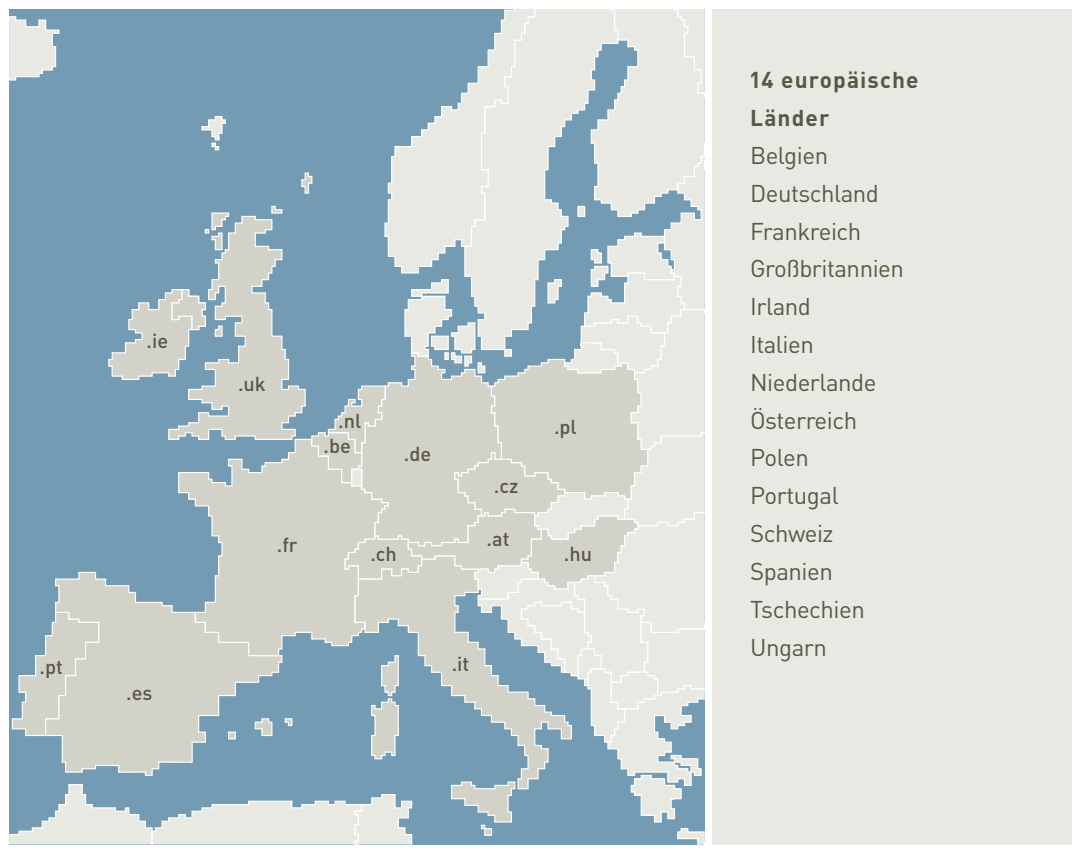 .ie
.uk
.nl
.be
.de
.pl
.cz
.fr
.ch
.at
.hu
.pt
.es
.it
14 europäische
Länder
Belgien
Deutschland
Frankreich
Großbritannien
Irland
Italien
Niederlande
Österreich
Polen
Portugal
Schweiz
Spanien
Tschechien
Ungarn